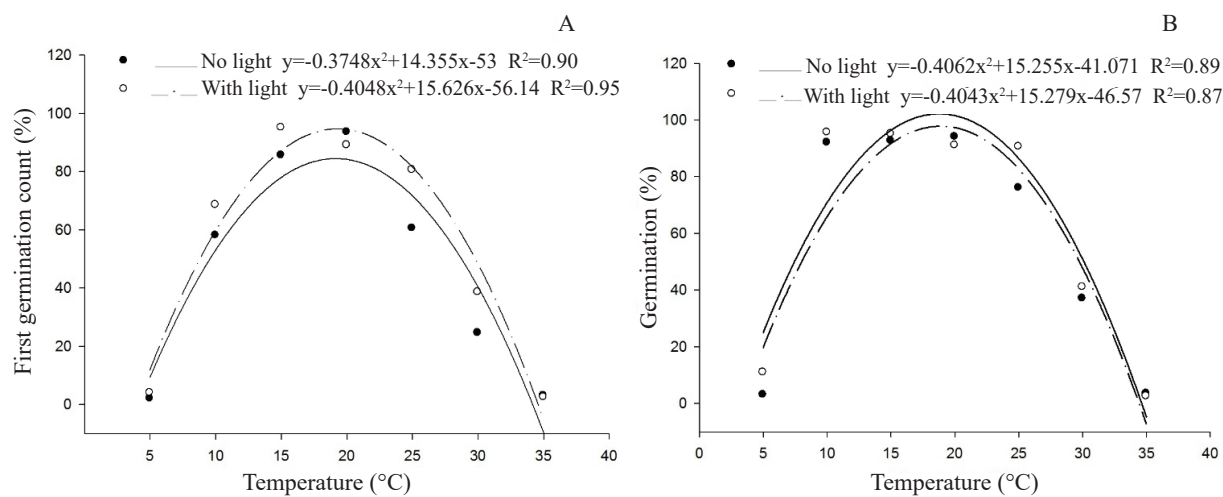 A
No light y=-0.3748x²+14.355x-53 R²=0.90
With light y=-0.4048x²+15.626x-56.14 R²=0.95
First germination count (%)
120
100
80
60
40
20
0
5 10 15 20 25 30 35 40
Temperature (°C)
B
No light y=-0.4062x²+15.255x-41.071 R²=0.89
With light y=-0.4043x²+15.279x-46.57 R²=0.87
Germination (%)
120
100
80
60
40
20
0
0 5 10 15 20 25 30 35 40
Temperature (°C)